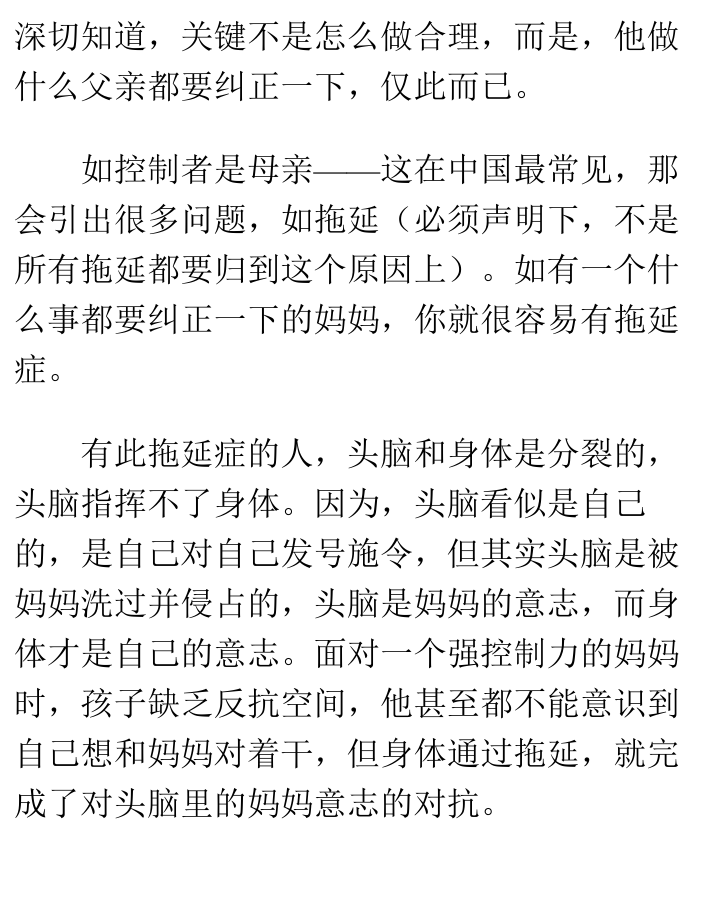 深切知道，关键不是怎么做合理，而是，他做
什么父亲都要纠正一下，仅此而已。
如控制者是母亲——这在中国最常见，那
会引出很多问题，如拖延（必须声明下，不是
所有拖延都要归到这个原因上）。如有一个什
么事都要纠正一下的妈妈，你就很容易有拖延
症。
有此拖延症的人，头脑和身体是分裂的，
头脑指挥不了身体。因为，头脑看似是自己
的，是自己对自己发号施令，但其实头脑是被
妈妈洗过并侵占的，头脑是妈妈的意志，而身
体才是自己的意志。面对一个强控制力的妈妈
时，孩子缺乏反抗空间，他甚至都不能意识到
自己想和妈妈对着干，但身体通过拖延，就完
成了对头脑里的妈妈意志的对抗。